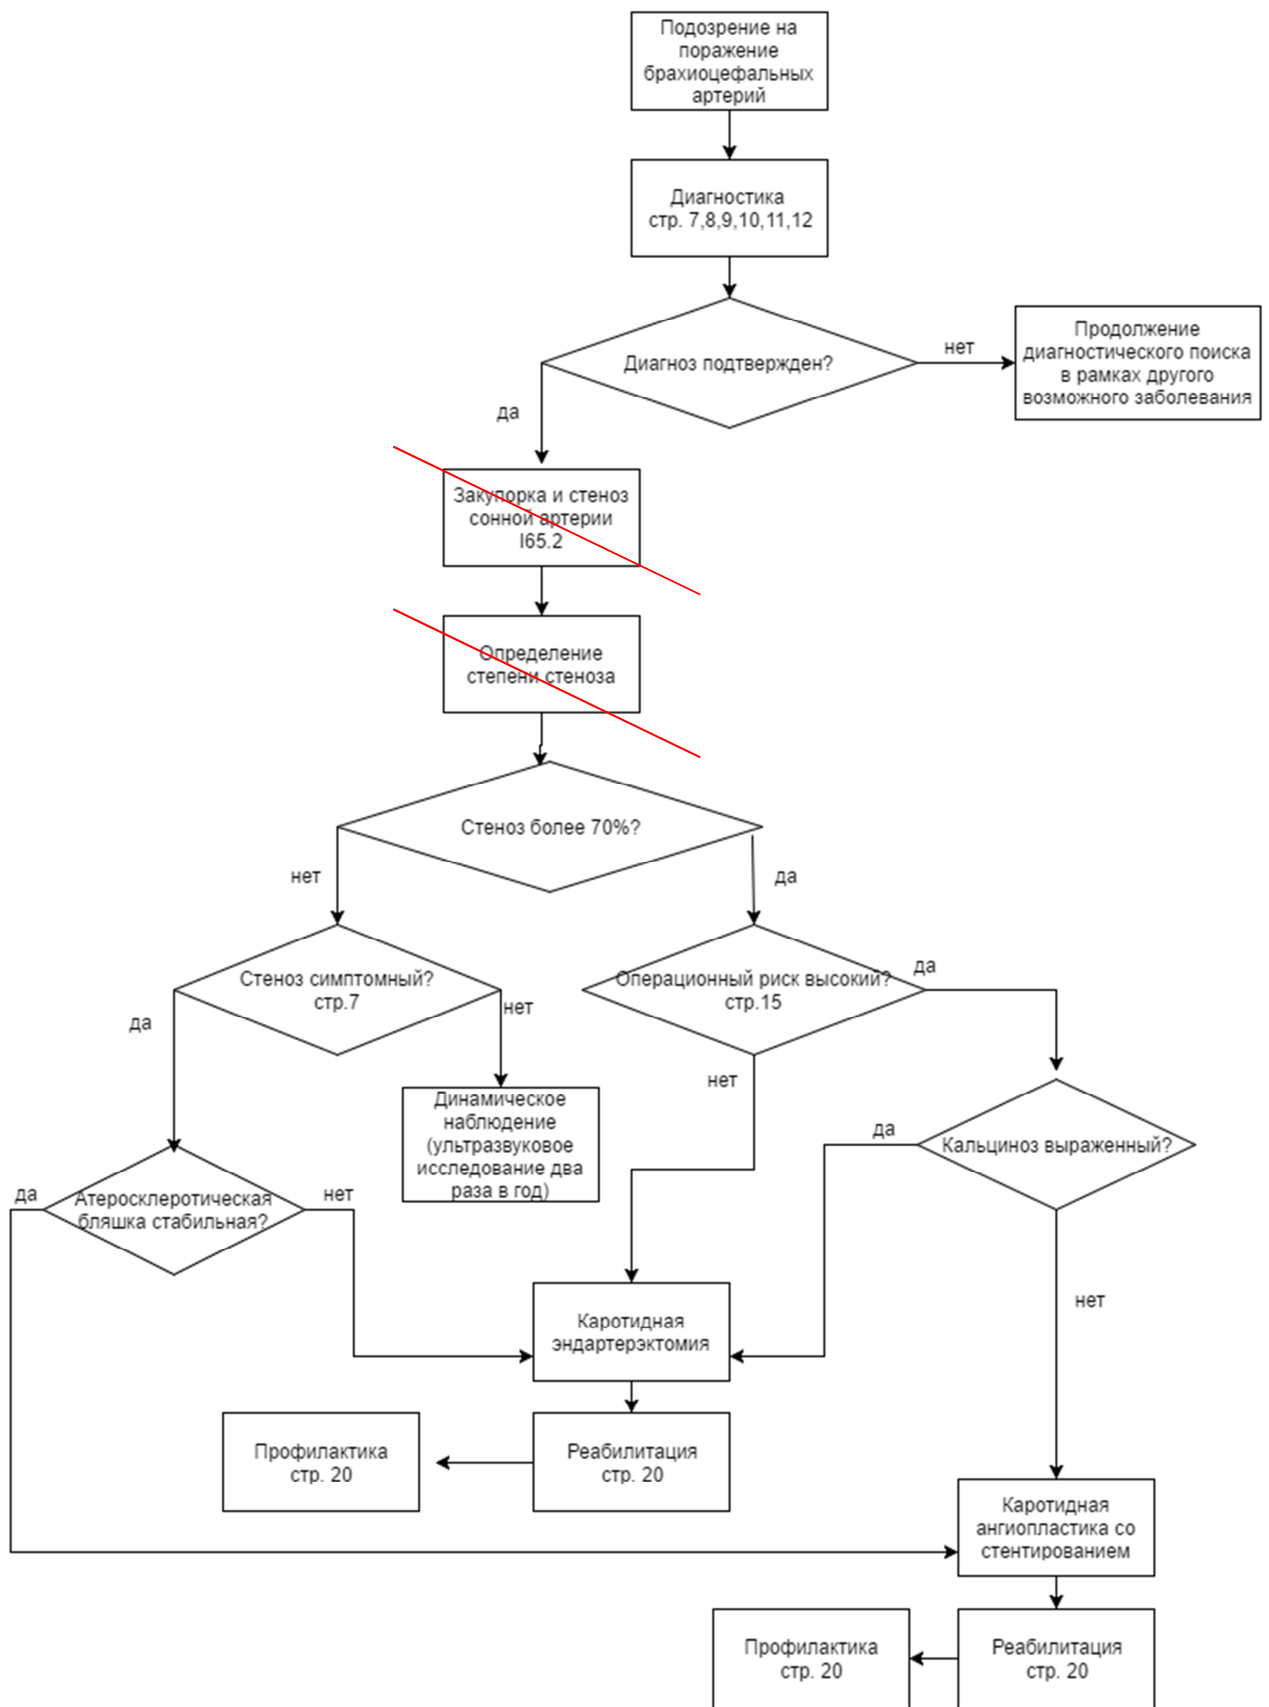 Подозрение на
поражение
брахиоцефальных
артерий
Диагностика
стр. 7,8,9,10,11,12
Диагноз подтвержден?
нет
Продолжение
диагностического поиска
в рамках другого
возможного заболевания
да
Закупорка и стеноз
сонной артерии
I65.2
Определение
степени стеноза
Стеноз более 70%?
нет
да
Стеноз симптомный?
стр.7
Операционный риск высокий?
стр.15
да
нет
да
нет
Динамическое
наблюдение
(ультразвуковое
исследование два
раза в год)
Кальциноз выраженный?
да
нет
Атеросклеротическая
бляшка стабильная?
да
нет
Каротидная
эндартерэктомия
Профилактика
стр. 20
Реабилитация
стр. 20
Каротидная
ангиопластика со
стентированием
Профилактика
стр. 20
Реабилитация
стр. 20